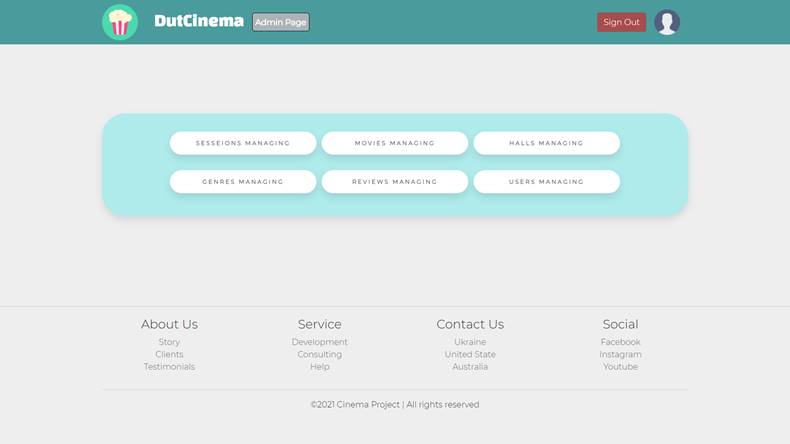 DutCinema Admin Page Sign Out
SESSEIONS MANAGING MOVIES MANAGING HALLS MANAGING
GENRES MANAGING REVIEWS MANAGING USERS MANAGING
About Us Service Contact Us Social
Story Development Ukraine Facebook
Clients Consulting United State Instagram
Testimonials Help Australia Youtube
©2021 Cinema Project | All rights reserved